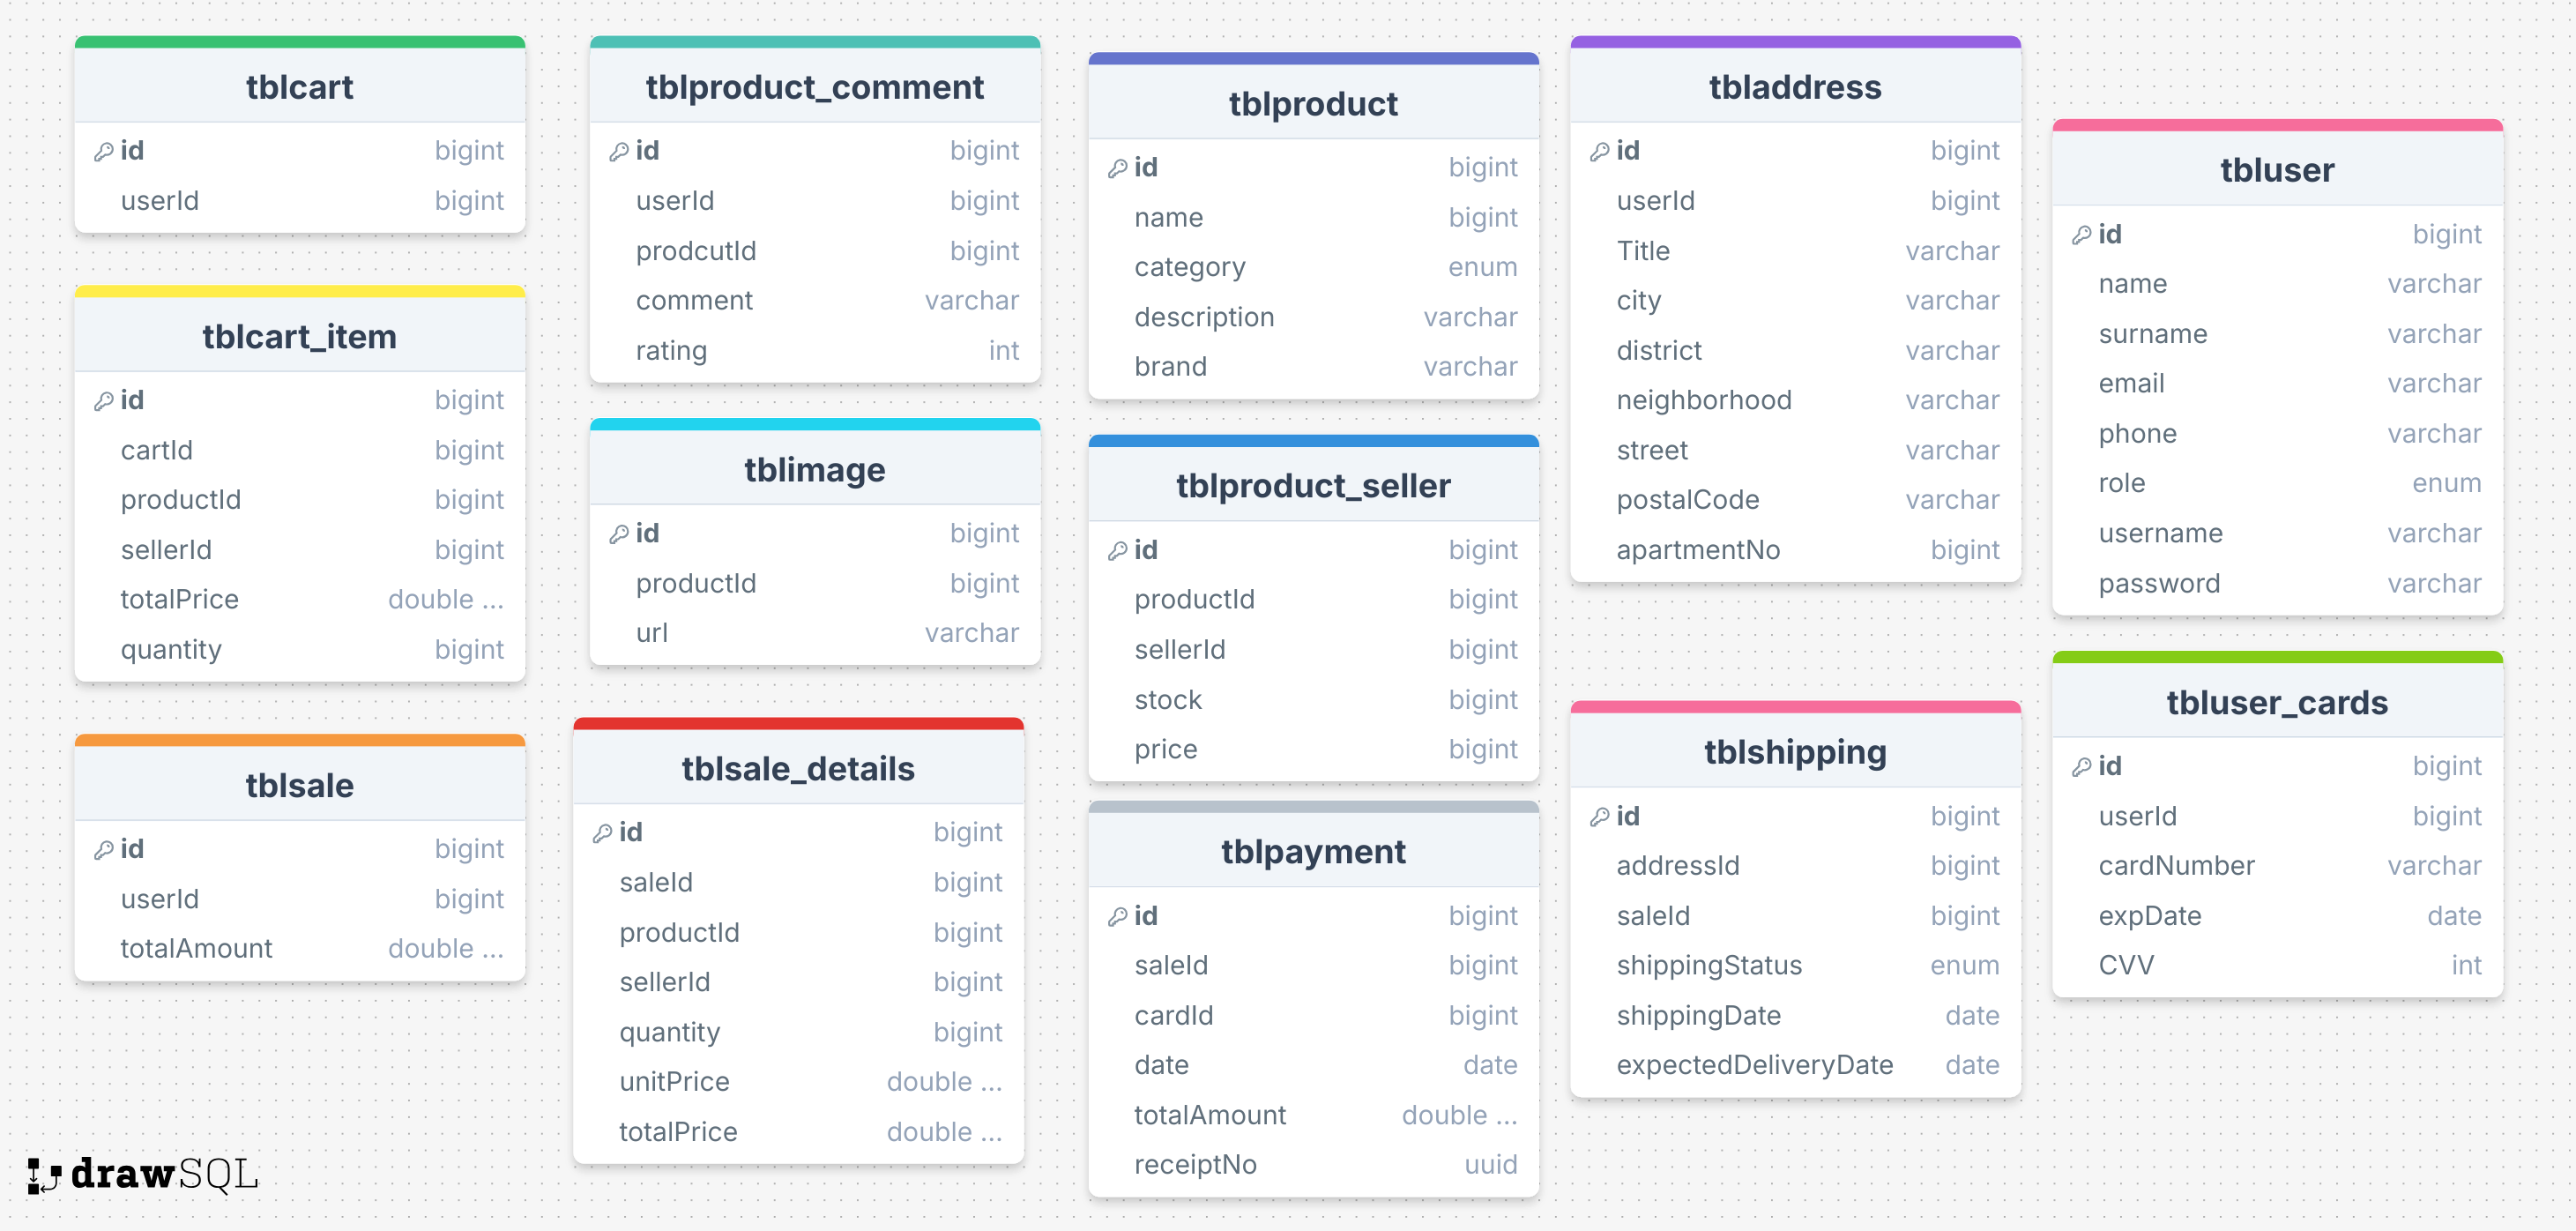 tblcart
id bigint
userId bigint
tblcart_item
id bigint
cartId bigint
productId bigint
sellerId bigint
totalPrice double ...
quantity bigint
tblsale
id bigint
userId bigint
totalAmount double ...
tblproduct_comment
id bigint
userId bigint
prodcutId bigint
comment varchar
rating int
tblimage
id bigint
productId bigint
url varchar
tblsale_details
id bigint
saleId bigint
productId bigint
sellerId bigint
quantity bigint
unitPrice double ...
totalPrice double ...
tblproduct
id bigint
name bigint
category enum
description varchar
brand varchar
tblproduct_seller
id bigint
productId bigint
sellerId bigint
stock bigint
price bigint
tblpayment
id bigint
saleId bigint
cardId bigint
date date
totalAmount double ...
receiptNo uuid
tbladdress
id bigint
userId bigint
Title varchar
city varchar
district varchar
neighborhood varchar
street varchar
postalCode varchar
apartmentNo bigint
tblshipping
id bigint
addressId bigint
saleId bigint
shippingStatus enum
shippingDate date
expectedDeliveryDate date
tbluser
id bigint
name varchar
surname varchar
email varchar
phone varchar
role enum
username varchar
password varchar
tbluser_cards
id bigint
userId bigint
cardNumber varchar
expDate date
CVV int
drawSQL